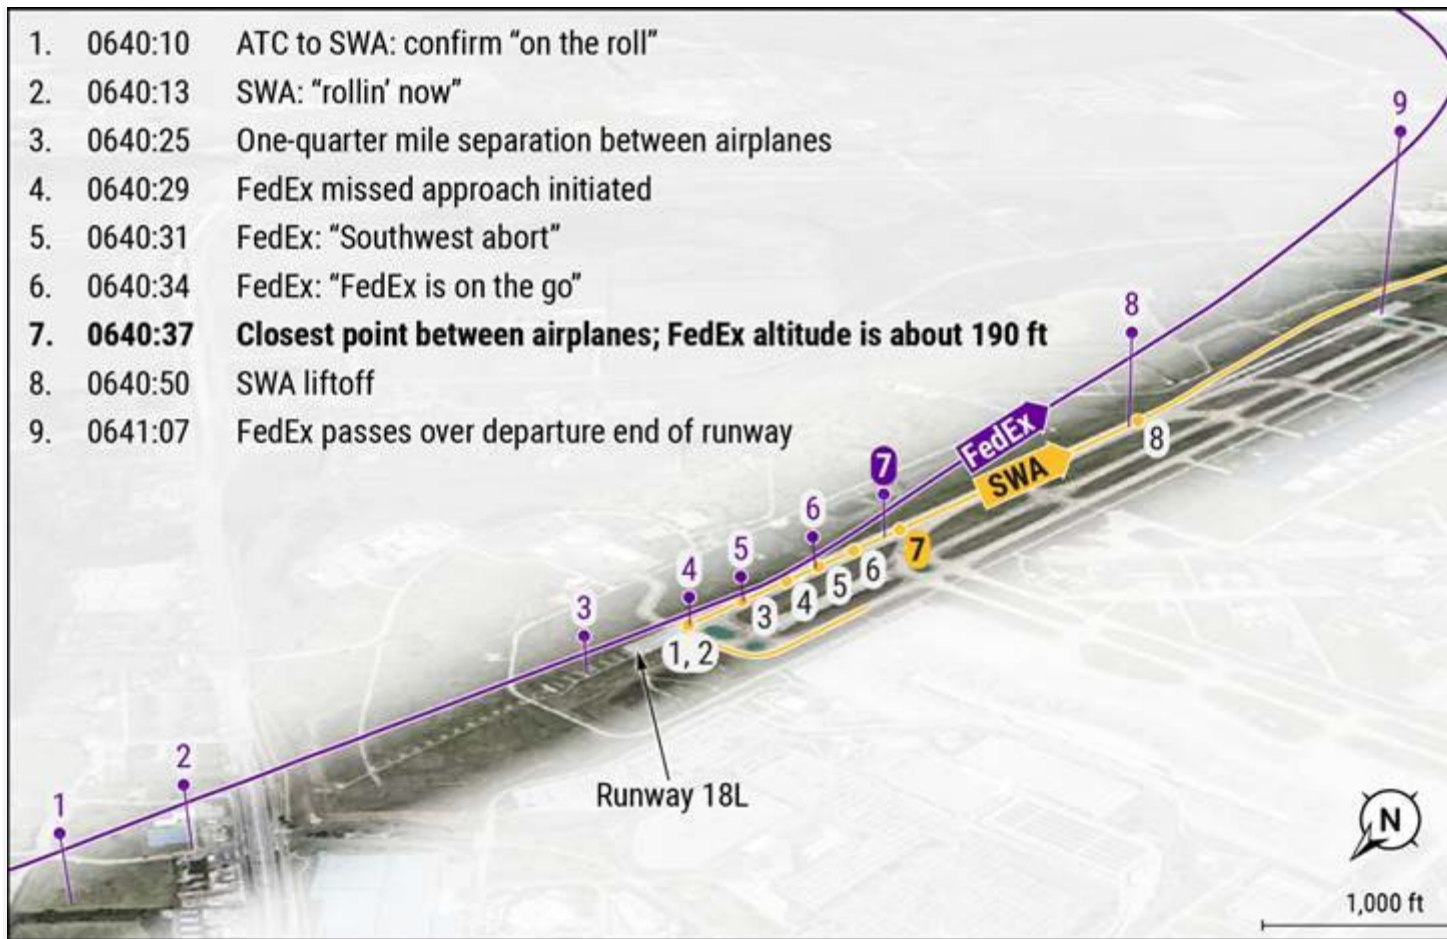 1. 0640:10 ATC to SWA: confirm “on the roll”
2. 0640:13 SWA: “rollin’ now”
3. 0640:25 One-quarter mile separation between airplanes
4. 0640:29 FedEx missed approach initiated
5. 0640:31 FedEx: “Southwest abort”
6. 0640:34 FedEx: “FedEx is on the go”
7. 0640:37 Closest point between airplanes; FedEx altitude is about 190 ft
8. 0640:50 SWA liftoff
9. 0641:07 FedEx passes over departure end of runway
9
8
FedEx
8
SWA
7
6
7
5
6
5
4
4
3
3
1, 2
2
Runway 18L
1
N
1,000 ft